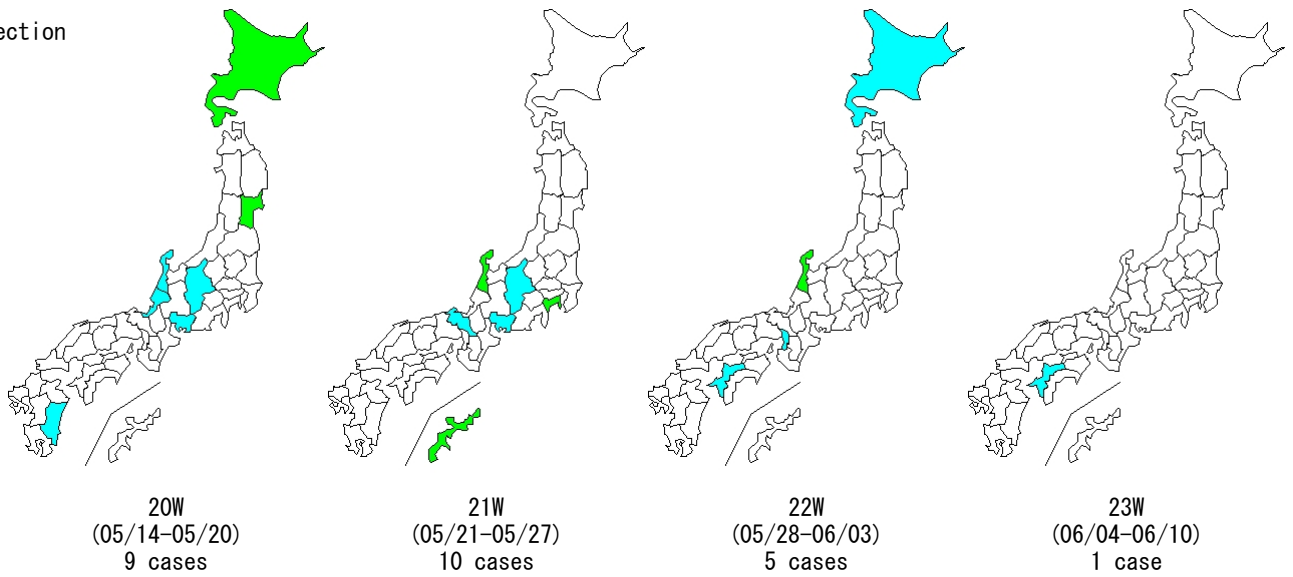 ection
20W
(05/14-05/20)
9 cases
21W
(05/21-05/27)
10 cases
22W
(05/28-06/03)
5 cases
23W
(06/04-06/10)
1 case